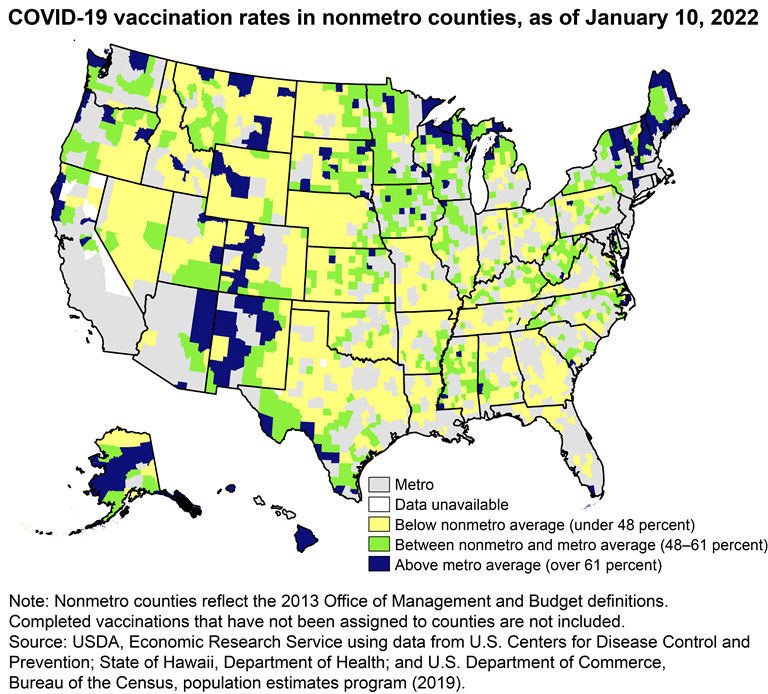 COVID-19 vaccination rates in nonmetro counties, as of January 10, 2022
Metro
Data unavailable
Below nonmetro average (under 48 percent)
Between nonmetro and metro average (48–61 percent)
Above metro average (over 61 percent)
Note: Nonmetro counties reflect the 2013 Office of Management and Budget definitions.
Completed vaccinations that have not been assigned to counties are not included.
Source: USDA, Economic Research Service using data from U.S. Centers for Disease Control and
Prevention; State of Hawaii, Department of Health; and U.S. Department of Commerce,
Bureau of the Census, population estimates program (2019).